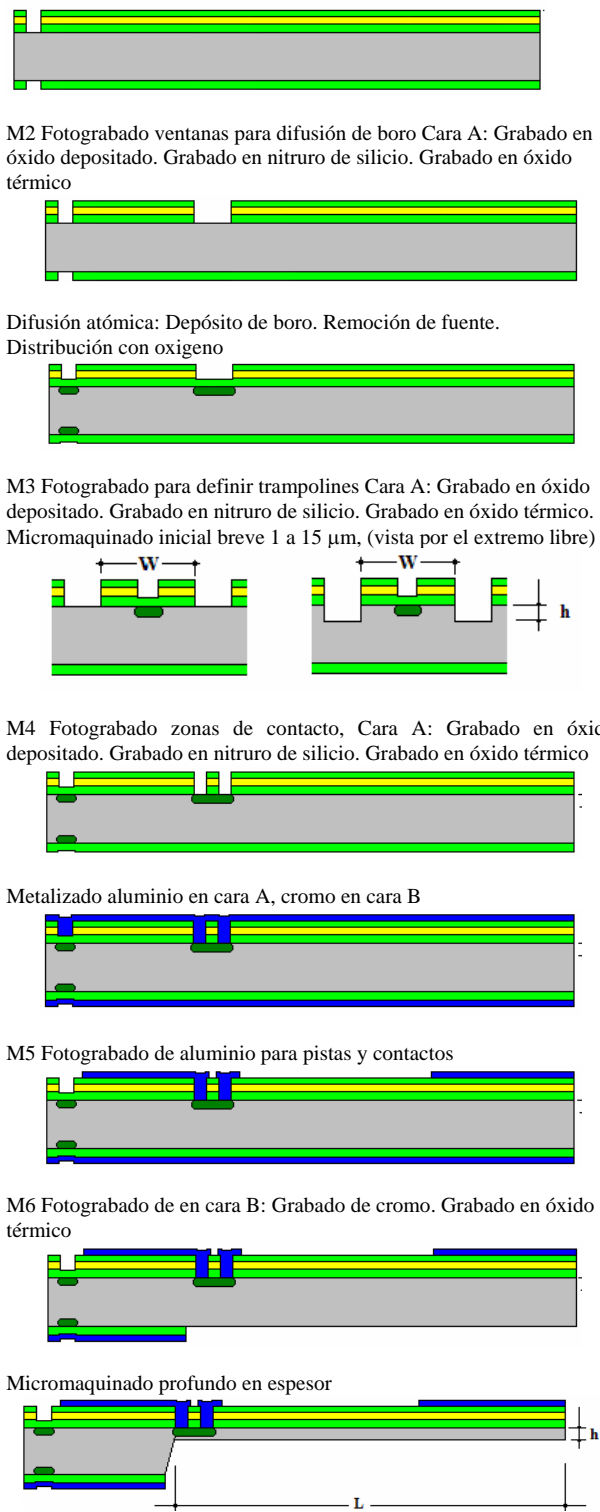 M2 Fotograbado ventanas para difusión de boro Cara A: Grabado en
óxido depositado. Grabado en nitruro de silicio. Grabado en óxido
térmico
Difusión atómica: Depósito de boro. Remoción de fuente.
Distribución con oxigeno
M3 Fotograbado para definir trampolines Cara A: Grabado en óxido
depositado. Grabado en nitruro de silicio. Grabado en óxido térmico.
Micromaquinado inicial breve 1 a 15 μm, (vista por el extremo libre)
W
W
h
M4 Fotograbado zonas de contacto, Cara A: Grabado en óxid
depositado. Grabado en nitruro de silicio. Grabado en óxido térmico
Metalizado aluminio en cara A, cromo en cara B
M5 Fotograbado de aluminio para pistas y contactos
M6 Fotograbado de en cara B: Grabado de cromo. Grabado en óxido
térmico
Micromaquinado profundo en espesor
h
L